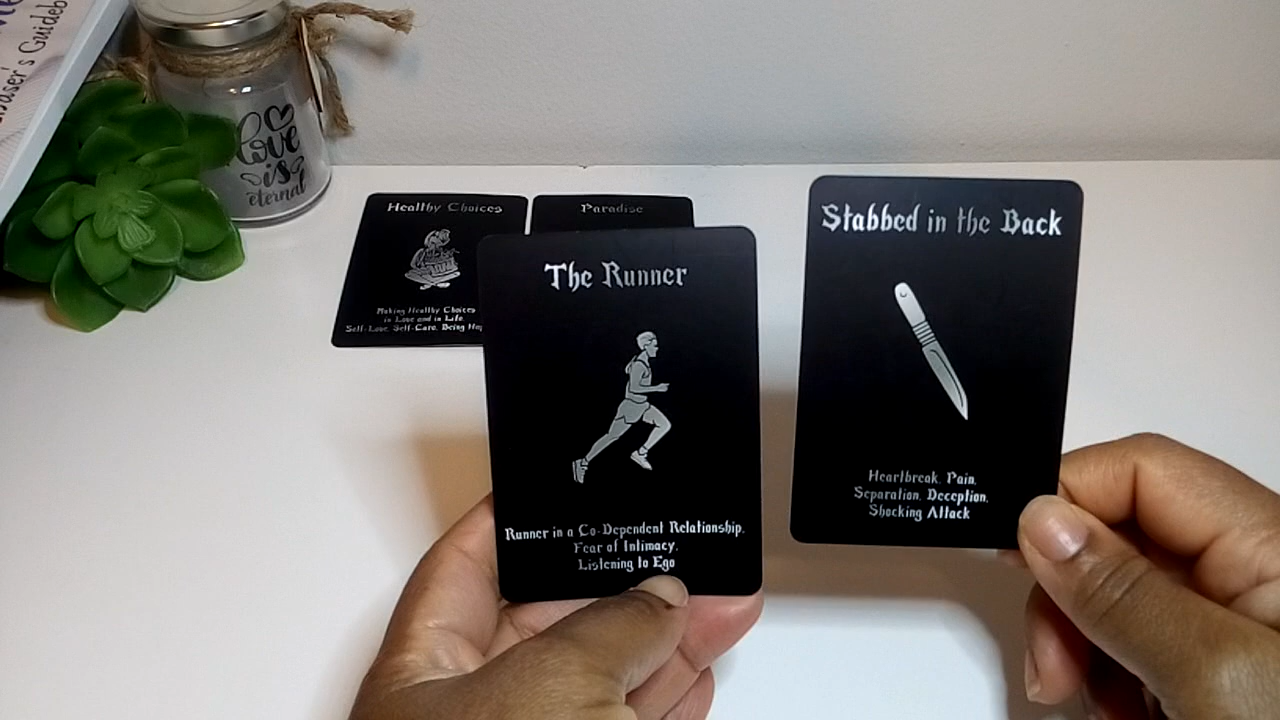 haser's Guideb
love
is
eternal
Healthy Choices
Making Healthy Choices
in Love and in Life.
Self-Love, Self-Care, Being
Paradise
The Runner
Runner in a Co-Dependent Relationship.
Fear of Intimacy.
Listening to Ego
Stabbed in the Back
Heartbreak, Pain,
Separation, Deception,
Shocking Attack